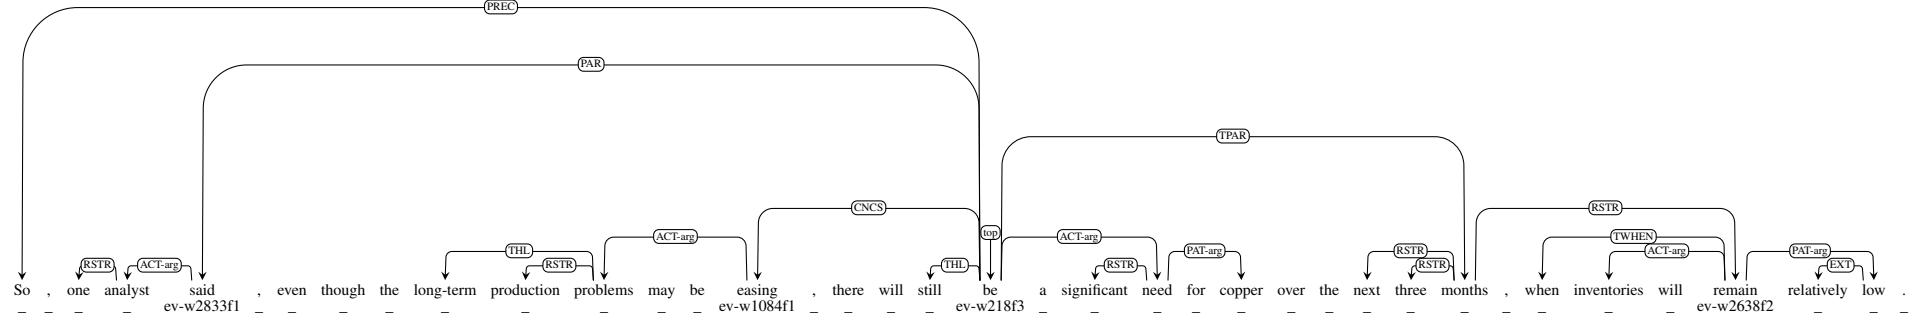 PREC
PAR
TPAR
CNCS RSTR
top
ACT-arg ACT-arg TWHEN
THL PAT-arg RSTR ACT-arg PAT-arg
RSTR ACT-arg RSTR THL RSTR RSTR EXT
So , one analyst said , even though the long-term production problems may be easing , there will still be a significant need for copper over the next three months , when inventories will remain relatively low .
_ _ _ _ ev-w2833f1 _ _ _ _ _ _ _ _ _ ev-w1084f1 _ _ _ _ ev-w218f3 _ _ _ _ _ _ _ _ _ _ _ _ _ _ ev-w2638f2 _ _ _